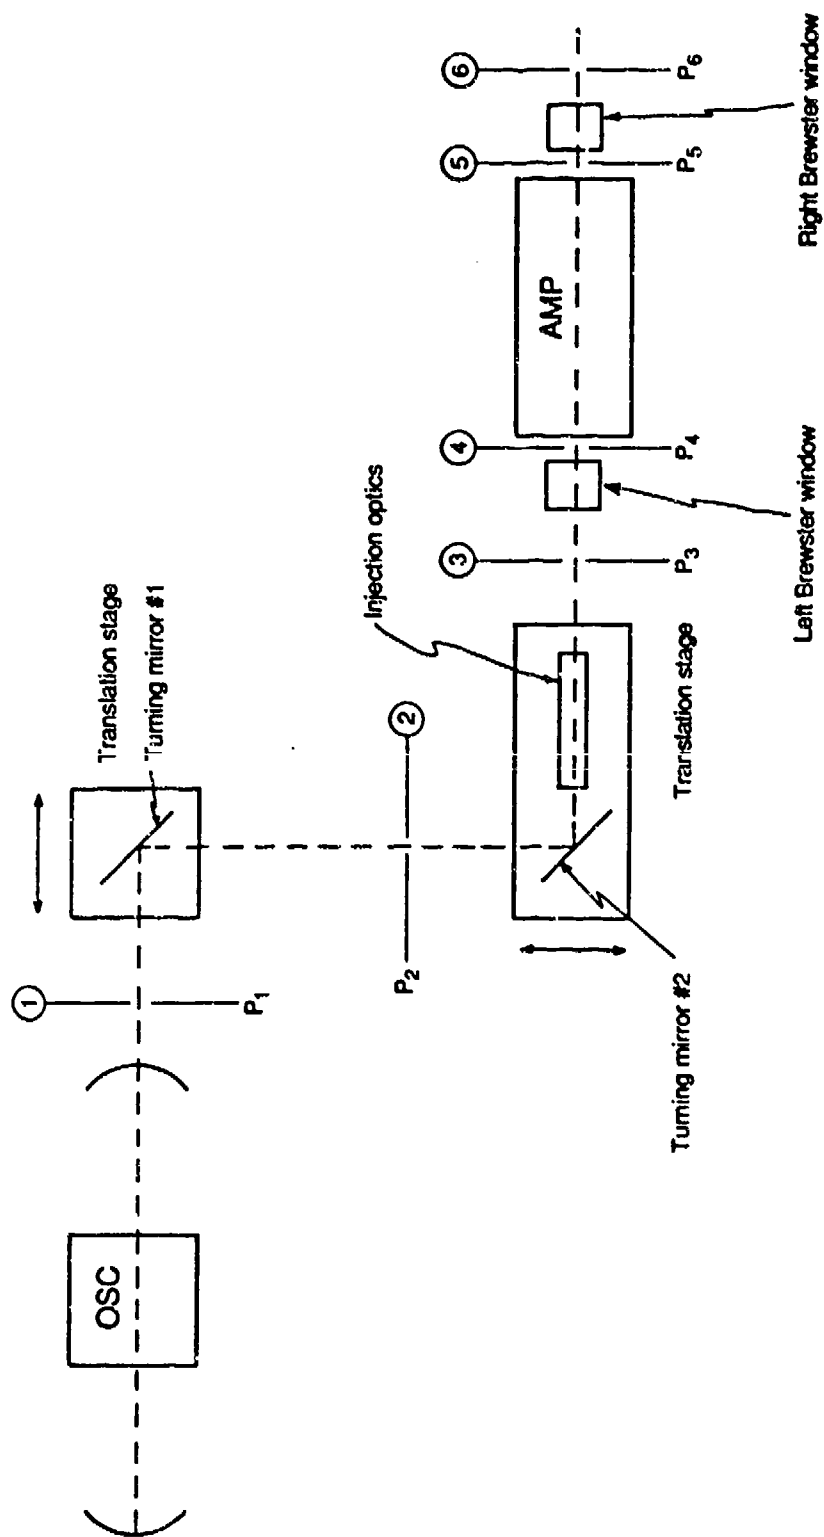 OSC
1
P1
Translation stage
Turning mirror #1
2
P2
Injection optics
Turning mirror #2
Translation stage
3
P3
Left Brewster window
4
P4
AMP
5
P5
Right Brewster window
6
P6